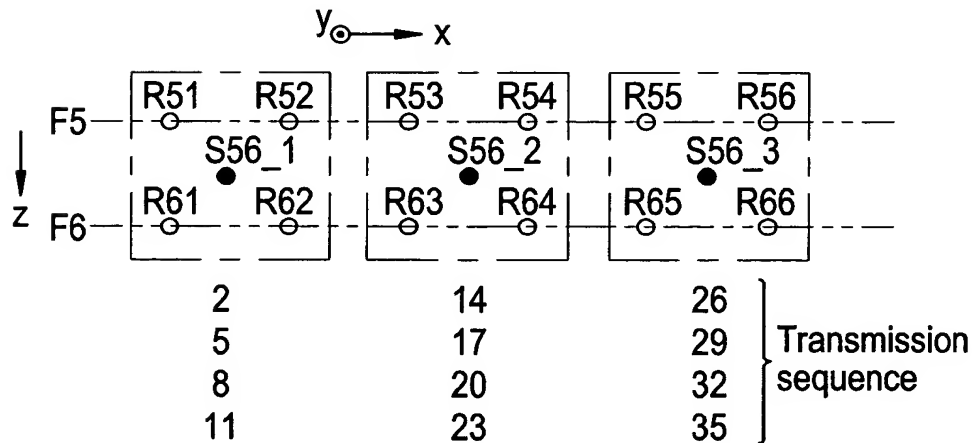 y x
R51 R52 R53 R54 R55 R56
F5
S56_1 S56_2 S56_3
z
R61 R62 R63 R64 R65 R66
F6
2 14 26
5 17 29
8 20 32
11 23 35
Transmission
sequence